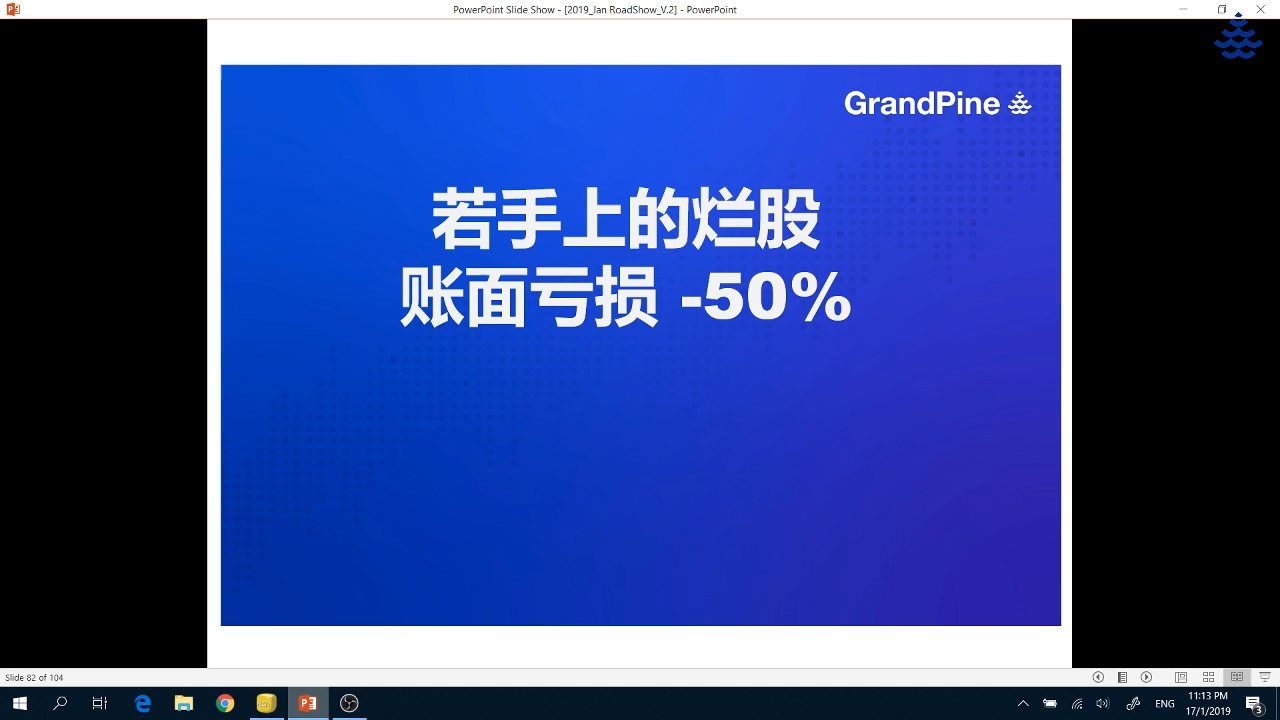 PowerPoint Slide Show - [2019_Jan RoadShow_V.2] - PowerPoint
GrandPine
若手上的烂股
账面亏损 -50%
Slide 82 of 104
ENG
11:13 PM
17/1/2019
3